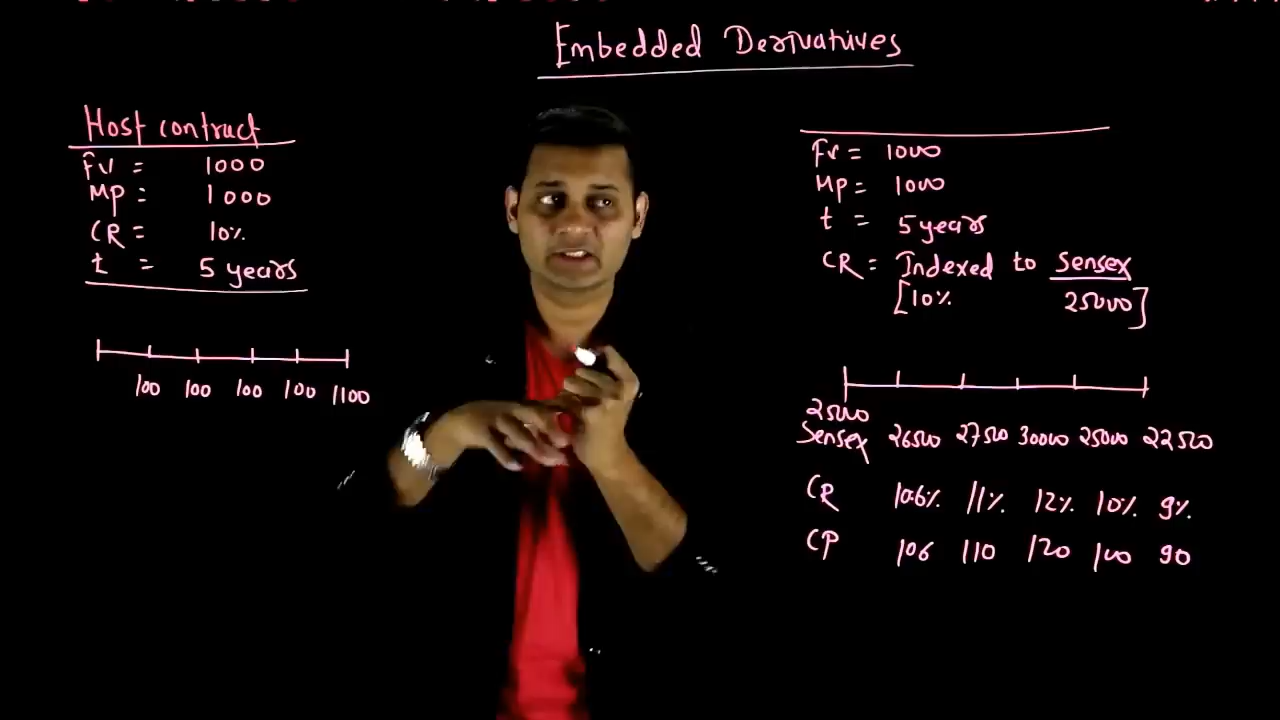 Embedded Derivatives
Host contract
FV = 1000
MP = 1000
CR = 10%
t = 5 years
100 100 100 100 1100
FV = 1000
MP = 1000
t = 5 years
CR = Indexed to Sensex
[10% 25000]
25000
Sensex 26500 27500 30000 25000 22500
CR 10.6% 11% 12% 10% 9%
CP 106 110 120 100 90